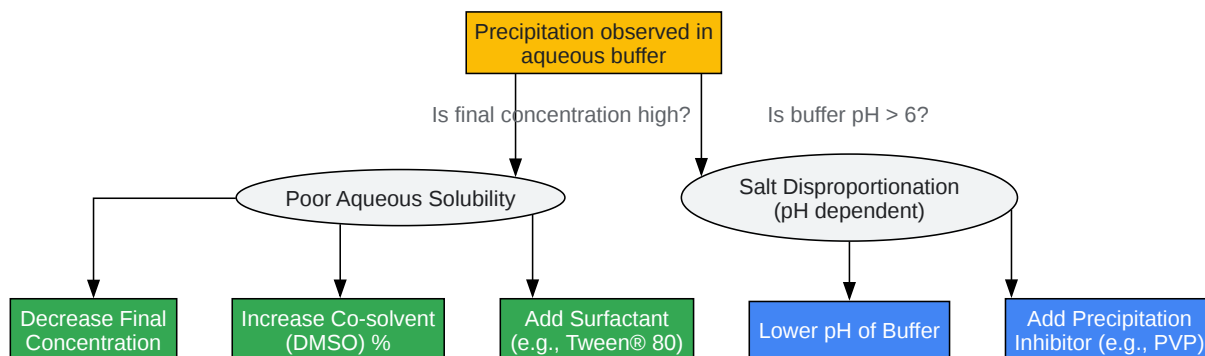 Precipitation observed in
aqueous buffer
Is final concentration high?
Is buffer pH > 6?
Poor Aqueous Solubility
Salt Disproportionation
(pH dependent)
Decrease Final
Concentration
Increase Co-solvent
(DMSO) %
Add Surfactant
(e.g., Tween® 80)
Lower pH of Buffer
Add Precipitation
Inhibitor (e.g., PVP)